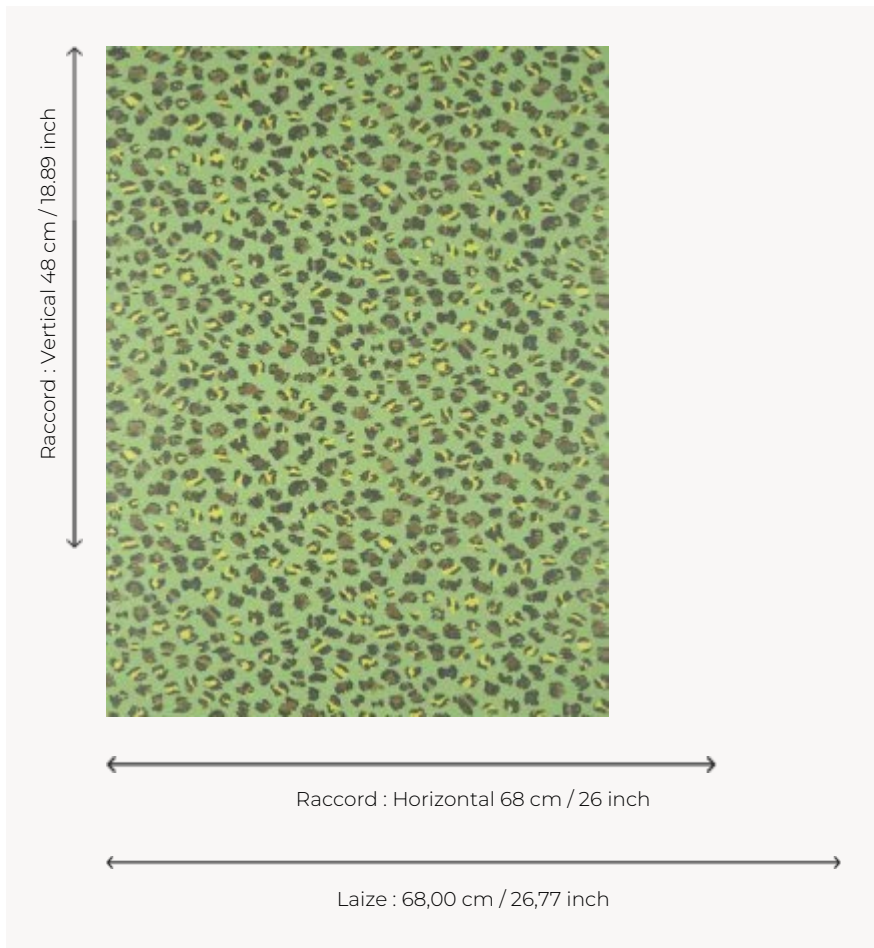 Raccord : Vertical 48 cm / 18.89 inch
Raccord : Horizontal 68 cm / 26 inch
Laize : 68,00 cm / 26,77 inch